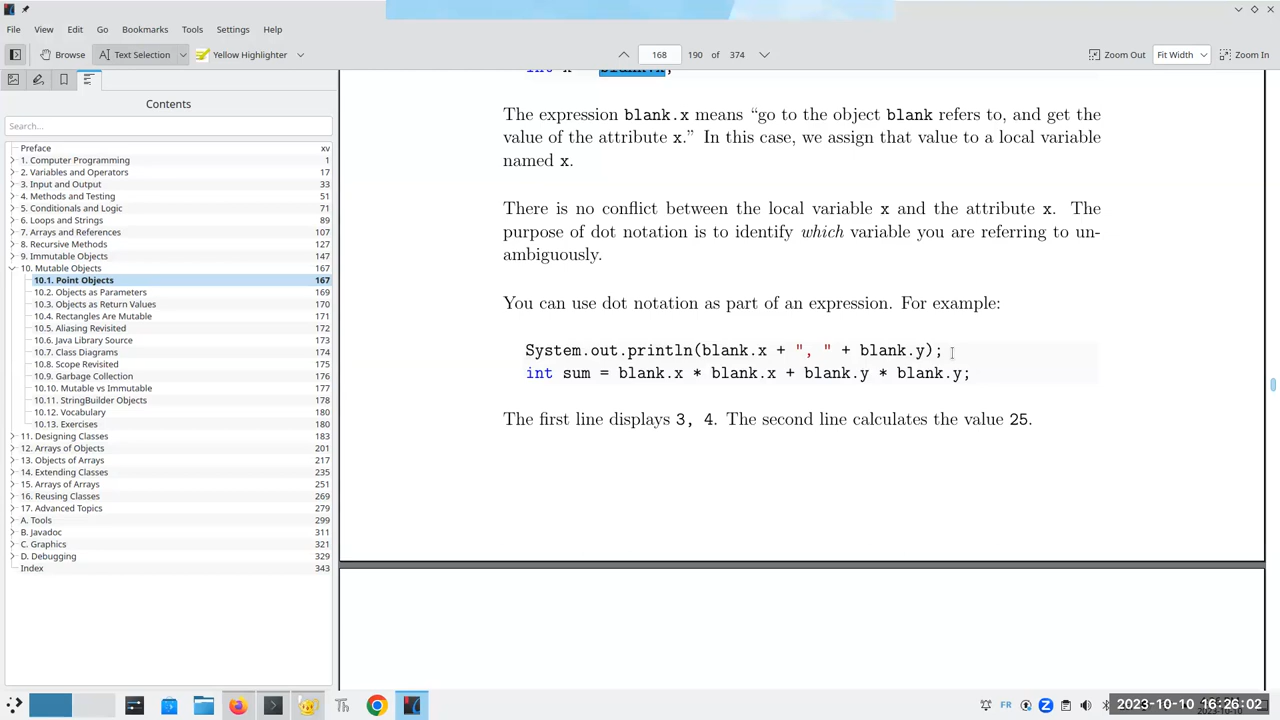 File View Edit Go Bookmarks Tools Settings Help
Browse Text Selection Yellow Highlighter 168 190 of 374 Zoom Out Fit Width Zoom In
Contents
Search...
Preface xv
1. Computer Programming 1
2. Variables and Operators 17
3. Input and Output 33
4. Methods and Testing 51
5. Conditionals and Logic 71
6. Loops and Strings 89
7. Arrays and References 107
8. Recursive Methods 127
9. Immutable Objects 147
10. Mutable Objects 167
10.1. Point Objects 167
10.2. Objects as Parameters 169
10.3. Objects as Return Values 170
10.4. Rectangles Are Mutable 171
10.5. Aliasing Revisited 172
10.6. Java Library Source 173
10.7. Class Diagrams 174
10.8. Scope Revisited 175
10.9. Garbage Collection 176
10.10. Mutable vs Immutable 177
10.11. StringBuilder Objects 178
10.12. Vocabulary 180
10.13. Exercises 180
11. Designing Classes 183
12. Arrays of Objects 201
13. Objects of Arrays 217
14. Extending Classes 235
15. Arrays of Arrays 251
16. Reusing Classes 269
17. Advanced Topics 279
A. Tools 299
B. Javadoc 311
C. Graphics 321
D. Debugging 329
Index 343
The expression blank.x means “go to the object blank refers to, and get the
value of the attribute x.” In this case, we assign that value to a local variable
named x.
There is no conflict between the local variable x and the attribute x. The
purpose of dot notation is to identify which variable you are referring to un-
ambiguously.
You can use dot notation as part of an expression. For example:
System.out.println(blank.x + ", " + blank.y);
int sum = blank.x * blank.x + blank.y * blank.y;
The first line displays 3, 4. The second line calculates the value 25.
FR 2023-10-10 16:26:02